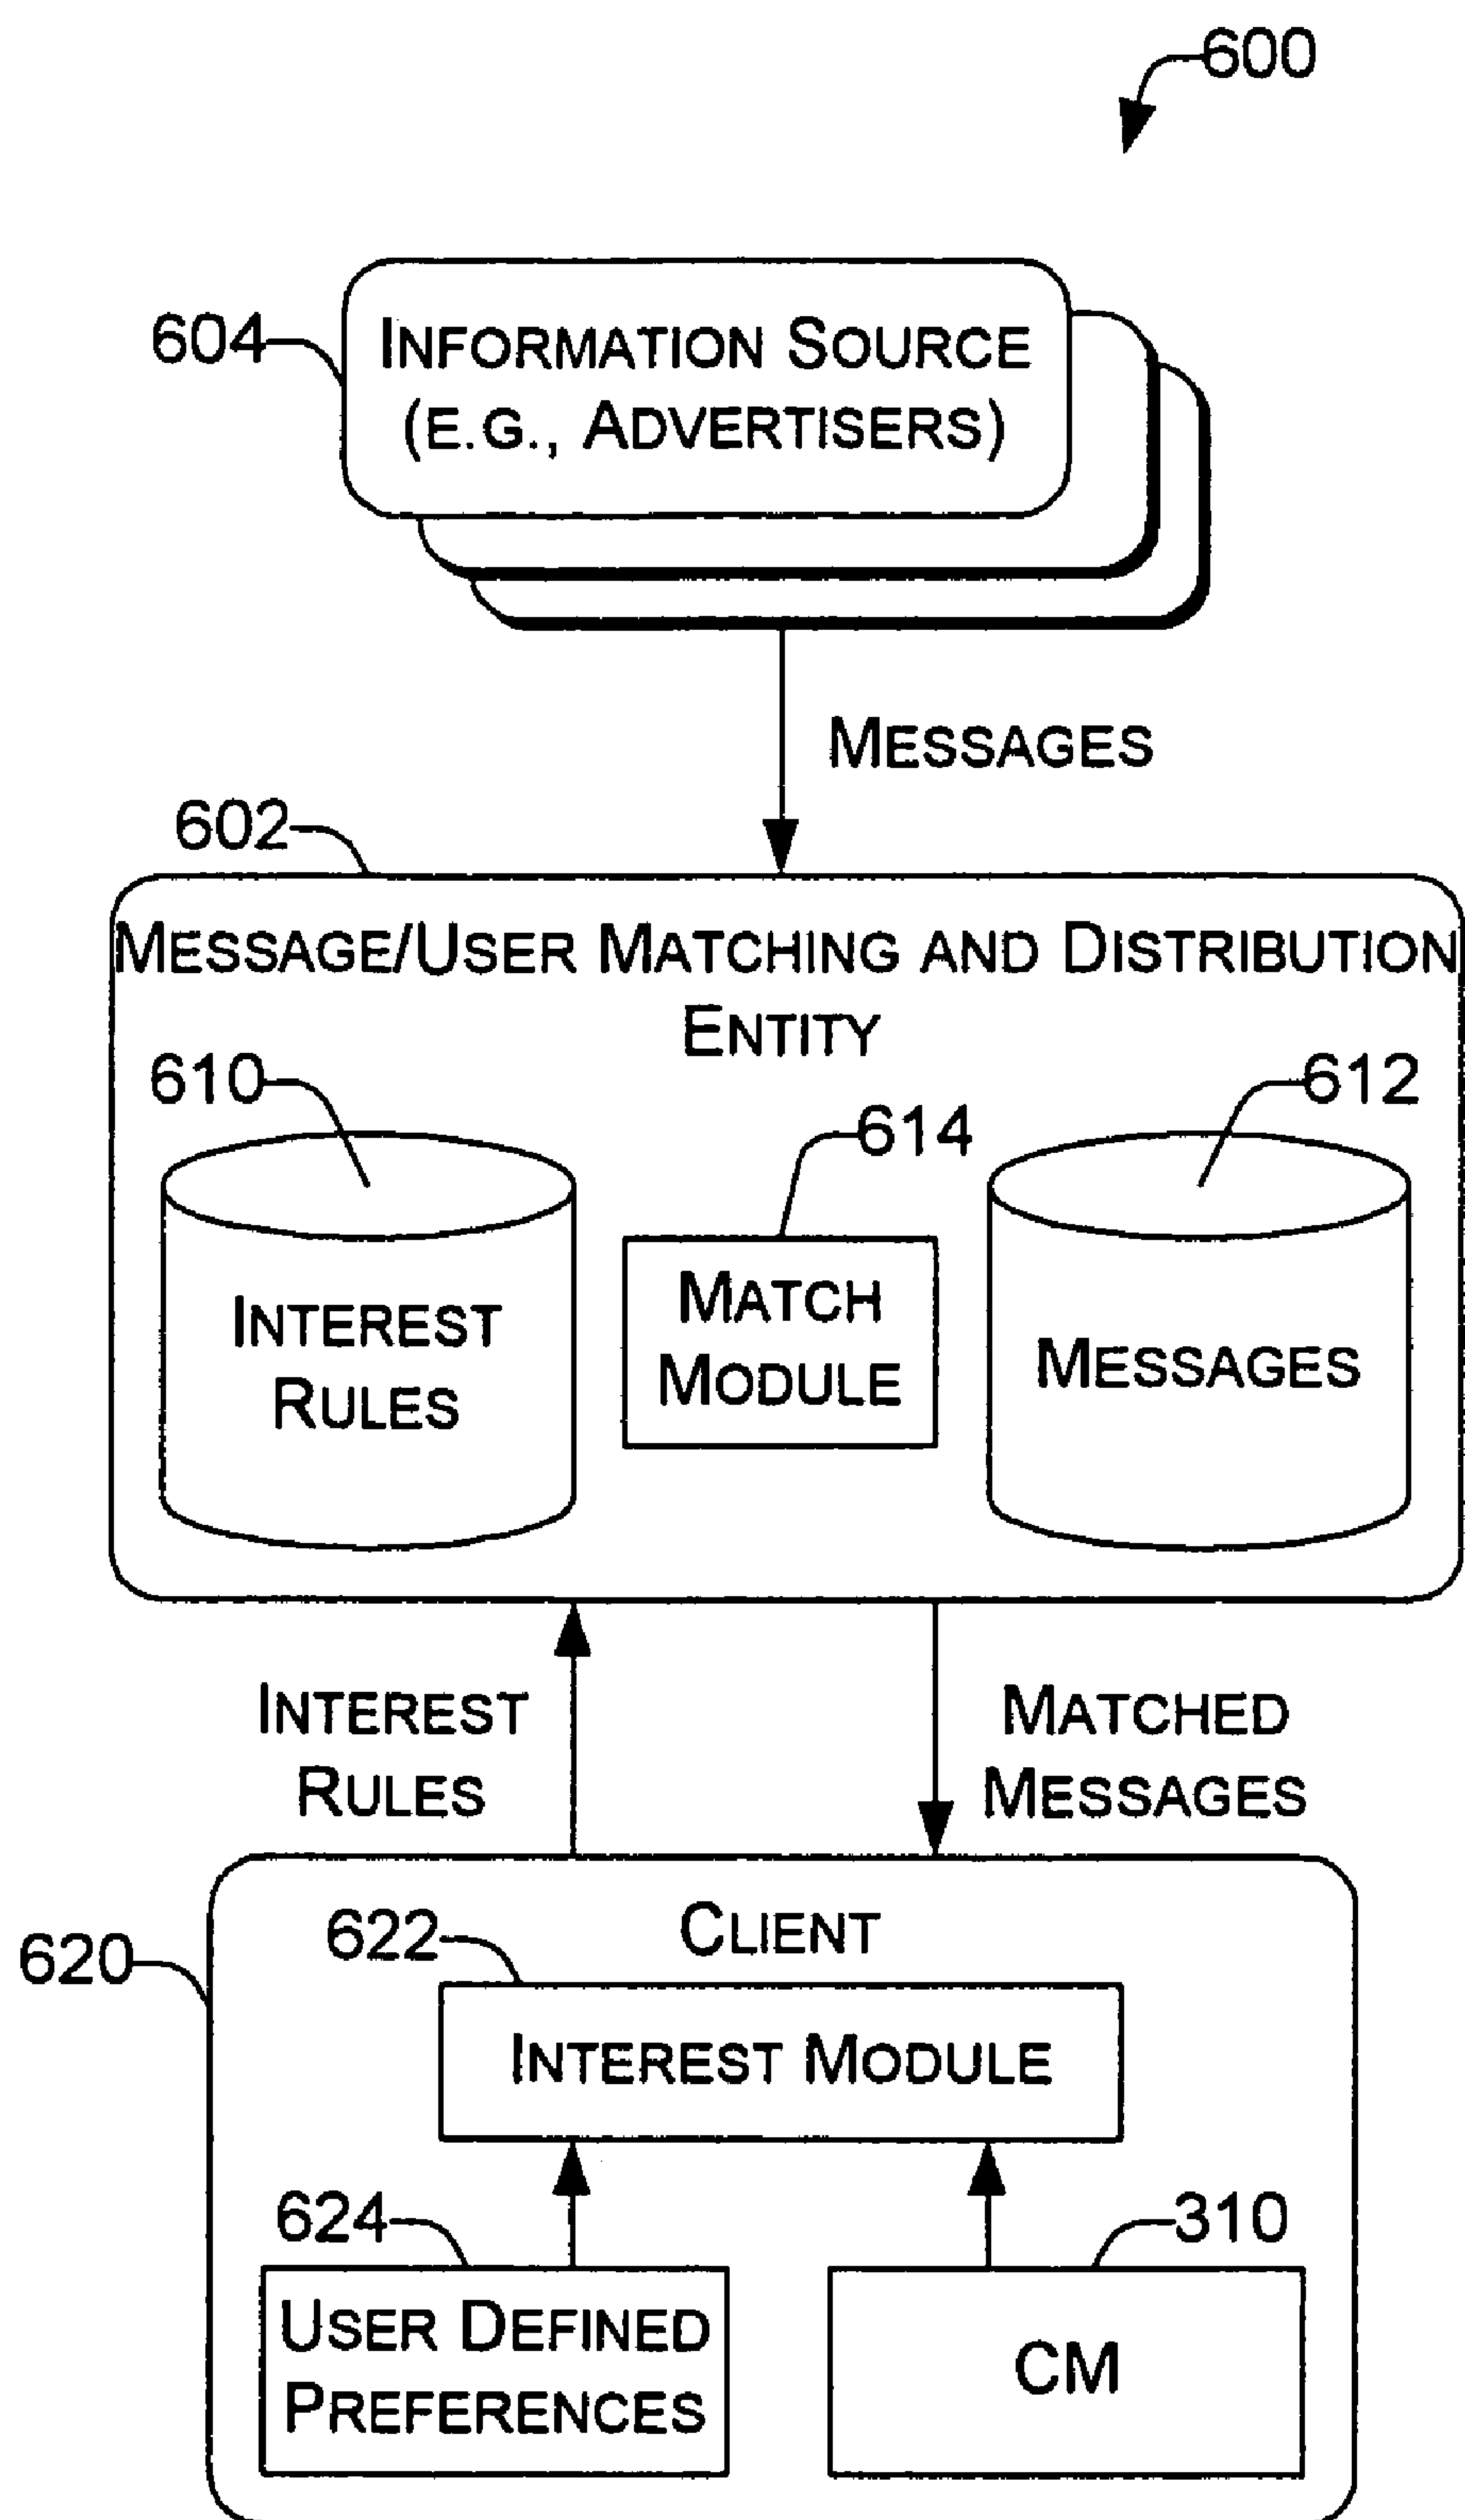 600
604
INFORMATION SOURCE
(E.G., ADVERTISERS)
MESSAGES
602
MESSAGE/USER MATCHING AND DISTRIBUTION
ENTITY
610
614
612
INTEREST
RULES
MATCH
MODULE
MESSAGES
INTEREST
RULES
MATCHED
MESSAGES
620
622
CLIENT
INTEREST MODULE
624
310
USER DEFINED
PREFERENCES
CM